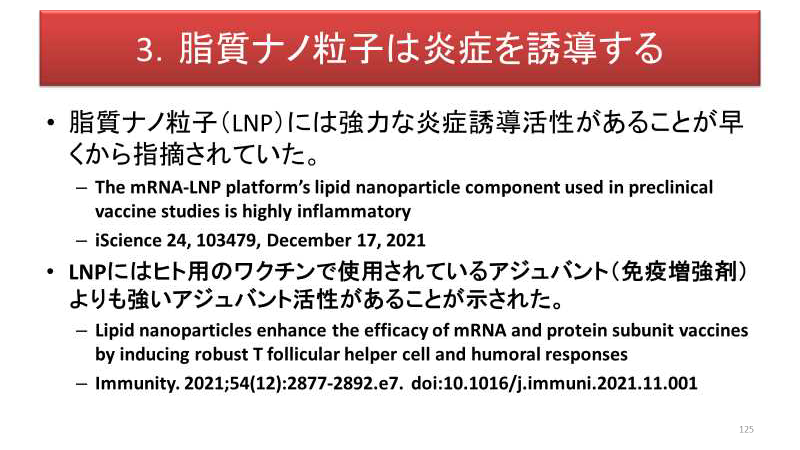 3. 脂質ナノ粒子は炎症を誘導する
• 脂質ナノ粒子（LNP）には強力な炎症誘導活性があることが早
くから指摘されていた。
– The mRNA-LNP platform’s lipid nanoparticle component used in preclinical
vaccine studies is highly inflammatory
– iScience 24, 103479, December 17, 2021
• LNPにはヒト用のワクチンで使用されているアジュバント（免疫増強剤）
よりも強いアジュバント活性があることが示された。
– Lipid nanoparticles enhance the efficacy of mRNA and protein subunit vaccines
by inducing robust T follicular helper cell and humoral responses
– Immunity. 2021;54(12):2877-2892.e7. doi:10.1016/j.immuni.2021.11.001
125